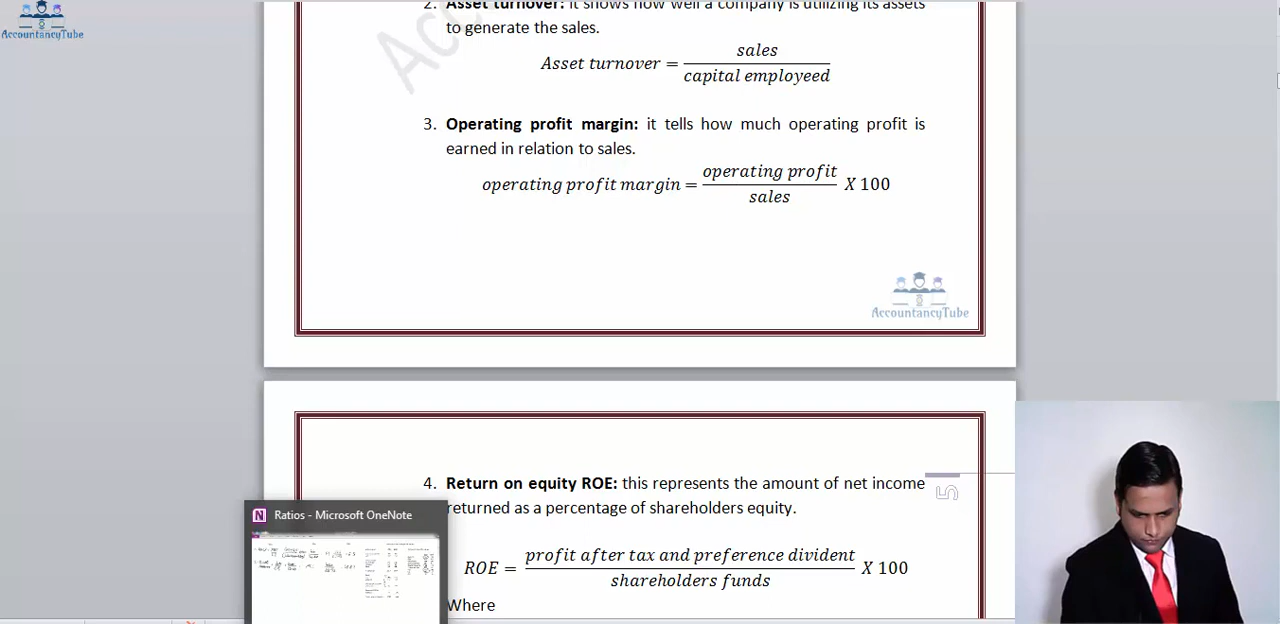 AccountancyTube
2. Asset turnover: it shows how well a company is utilizing its assets
to generate the sales.
Acc
Asset turnover = sales / capital employeed
3. Operating profit margin: it tells how much operating profit is
earned in relation to sales.
operating profit margin = operating profit / sales X 100
AccountancyTube
5
4. Return on equity ROE: this represents the amount of net income
returned as a percentage of shareholders equity.
Ratios - Microsoft OneNote
ROE = profit after tax and preference divident / shareholders funds X 100
Where